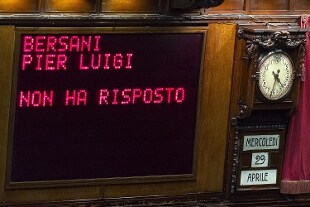 BERSANI
PIER LUIGI
NON HA RISPOSTO
MERCOLEDI
29
APRILE